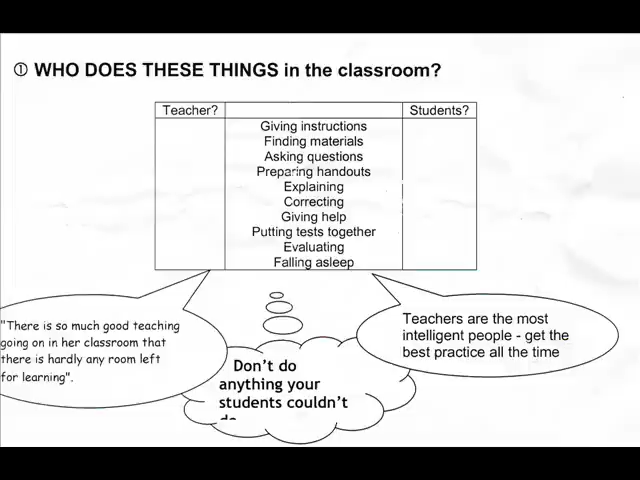 ① WHO DOES THESE THINGS in the classroom?
Teacher? Students?
Giving instructions
Finding materials
Asking questions
Preparing handouts
Explaining
Correcting
Giving help
Putting tests together
Evaluating
Falling asleep
"There is so much good teaching
going on in her classroom that
there is hardly any room left
for learning".
Don't do
anything your
students couldn't
Teachers are the most
intelligent people - get the
best practice all the time